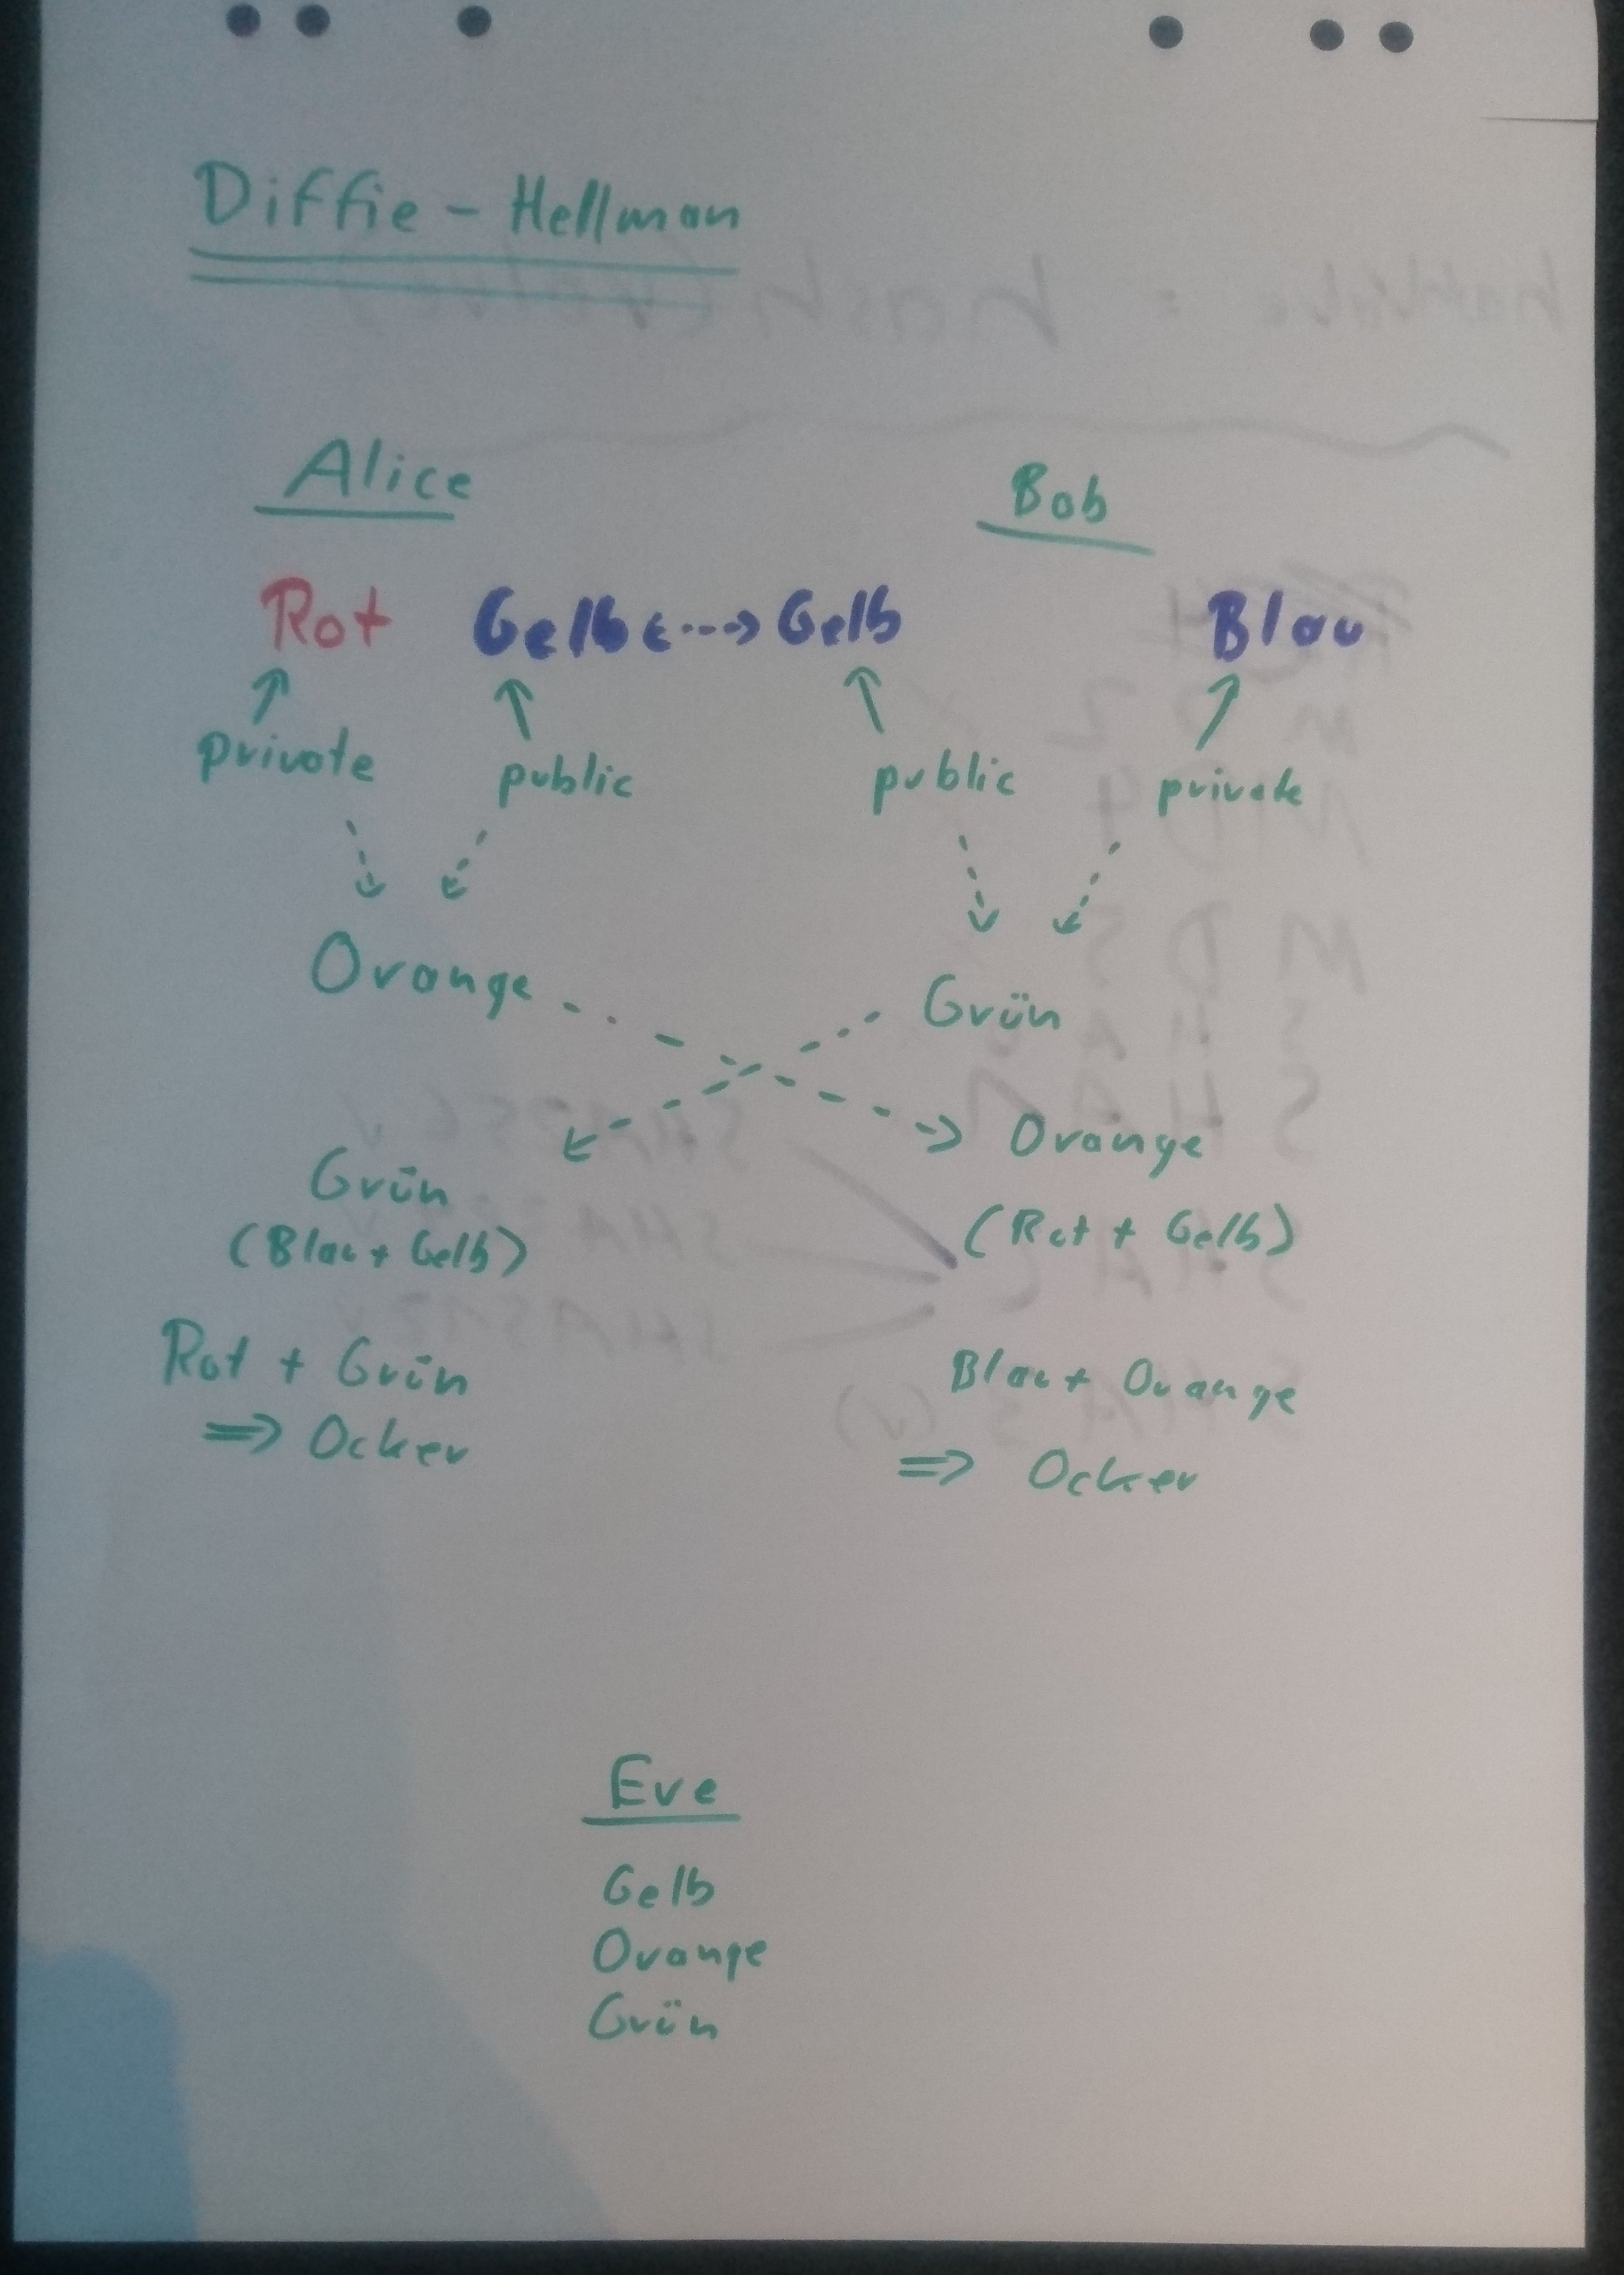 Diffie - Hellman
Alice
Bob
Rot Gelb <---> Gelb Blau
private public public private
Orange
Grün
Orange
Grün
(Rot + Gelb)
(Blau + Gelb)
Rot + Grün
Blau + Orange
=> Ocker
=> Ocker
Eve
Gelb
Orange
Grün